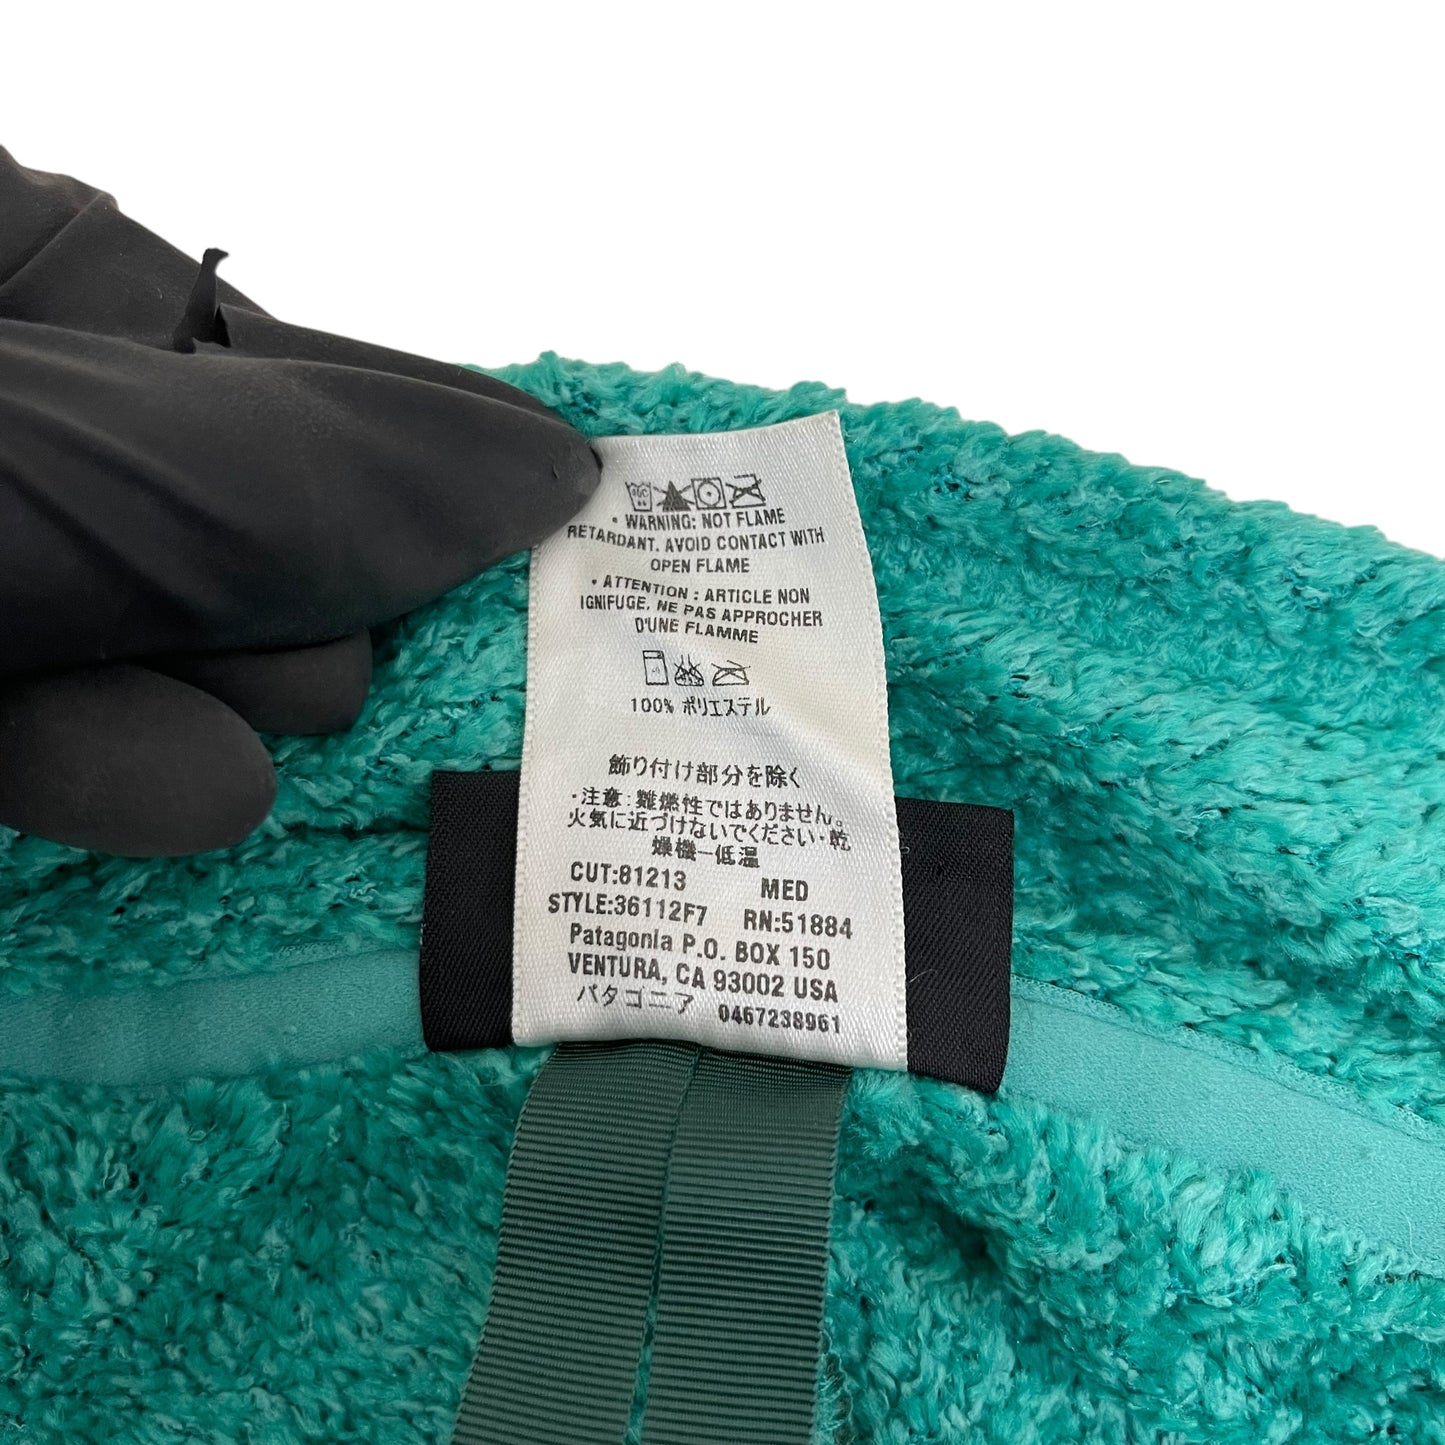 • WARNING: NOT FLAME
RETARDANT. AVOID CONTACT WITH
OPEN FLAME
• ATTENTION : ARTICLE NON
IGNIFUGE. NE PAS APPROCHER
D'UNE FLAMME
100% ポリエステル
飾り付け部分を除く
・注意：難燃性ではありません。
火気に近づけないでください・乾
燥機ー低温
CUT:81213 MED
STYLE:36112F7 RN:51884
Patagonia P.O. BOX 150
VENTURA, CA 93002 USA
パタゴニア 0467238961